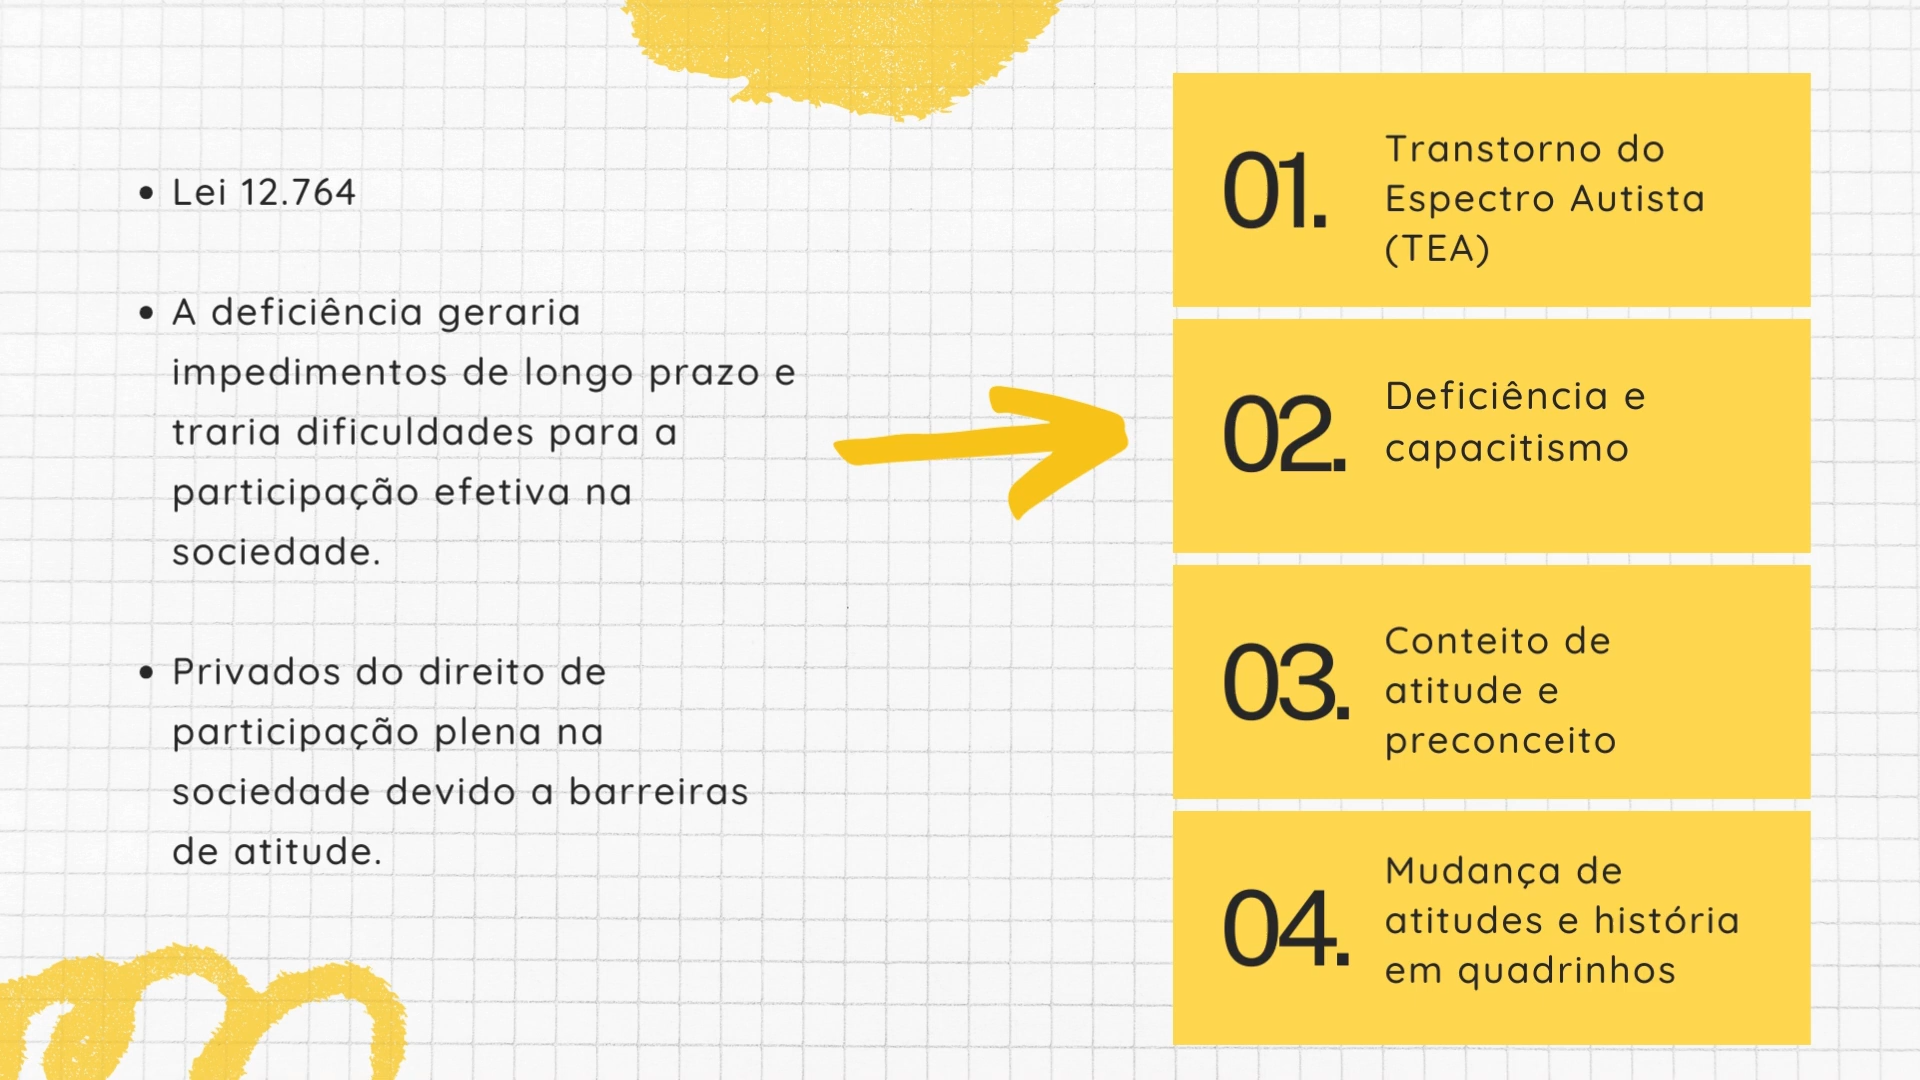 • Lei 12.764
• A deficiência geraria
impedimentos de longo prazo e
traria dificuldades para a
participação efetiva na
sociedade.
• Privados do direito de
participação plena na
sociedade devido a barreiras
de atitude.
01.
Transtorno do
Espectro Autista
(TEA)
02.
Deficiência e
capacitismo
03.
Conteito de
atitude e
preconceito
04.
Mudança de
atitudes e história
em quadrinhos